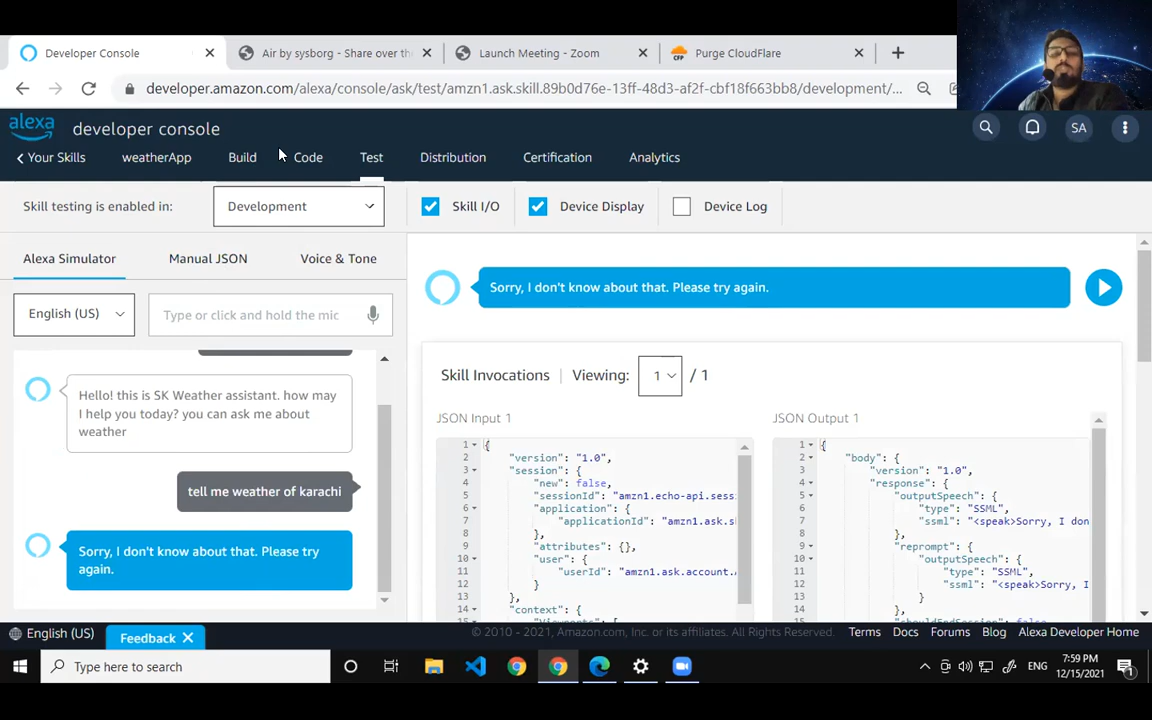 Developer Console
Air by sysborg - Share over the
Launch Meeting - Zoom
Purge CloudFlare
developer.amazon.com/alexa/console/ask/test/amzn1.ask.skill.89b0d76e-13ff-48d3-af2f-cbf18f663bb8/development/...
alexa developer console
SA
Your Skills weatherApp Build Code Test Distribution Certification Analytics
Skill testing is enabled in: Development Skill I/O Device Display Device Log
Alexa Simulator Manual JSON Voice & Tone
English (US) Type or click and hold the mic
Hello! this is SK Weather assistant. how may
I help you today? you can ask me about
weather
tell me weather of karachi
Sorry, I don't know about that. Please try
again.
Sorry, I don't know about that. Please try again.
Skill Invocations Viewing: 1 / 1
JSON Input 1
1 {
2 "version": "1.0",
3 "session": {
4 "new": false,
5 "sessionId": "amzn1.echo-api.sess
6 "application": {
7 "applicationId": "amzn1.ask.sk
8 },
9 "attributes": {},
10 "user": {
11 "userId": "amzn1.ask.account.A
12 }
13 },
14 "context": {
"Viewports": [
JSON Output 1
1 {
2 "body": {
3 "version": "1.0",
4 "response": {
5 "outputSpeech": {
6 "type": "SSML",
7 "ssml": "<speak>Sorry, I don
8 },
9 "reprompt": {
10 "outputSpeech": {
11 "type": "SSML",
12 "ssml": "<speak>Sorry, I
13 }
14 },
"shouldEndSession": false,
English (US) Feedback
© 2010 - 2021, Amazon.com, Inc. or its affiliates. All Rights Reserved. Terms Docs Forums Blog Alexa Developer Home
Type here to search
ENG
7:59 PM
12/15/2021
1